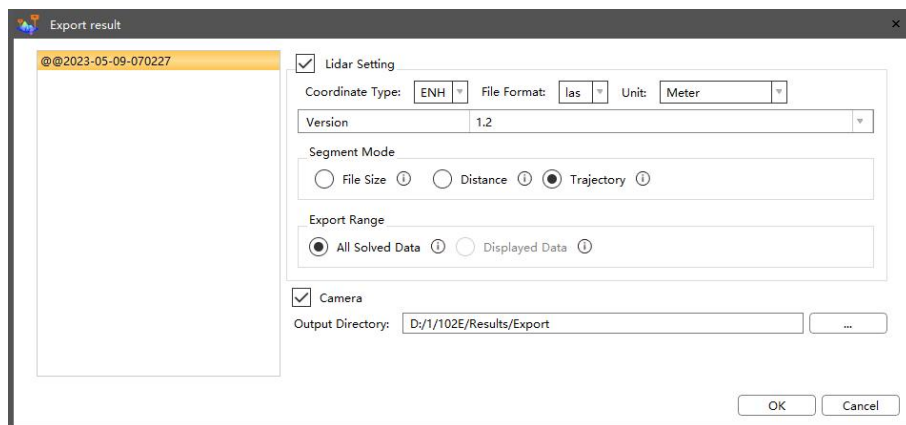 Export result
@@2023-05-09-070227
Lidar Setting
Coordinate Type: ENH File Format: las Unit: Meter
Version 1.2
Segment Mode
File Size Distance Trajectory
Export Range
All Solved Data Displayed Data
Camera
Output Directory: D:/1/102E/Results/Export ...
OK Cancel